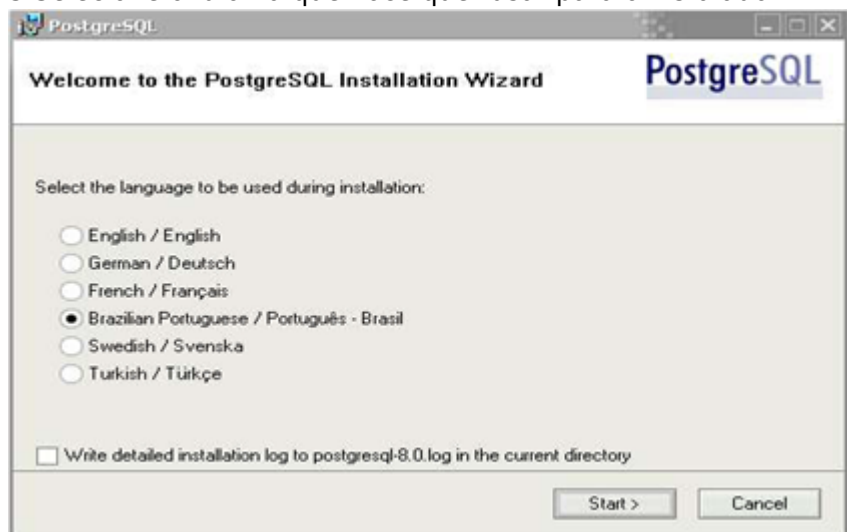 PostgreSQL
Welcome to the PostgreSQL Installation Wizard
PostgreSQL
Select the language to be used during installation:
English / English
German / Deutsch
French / Français
Brazilian Portuguese / Português - Brasil
Swedish / Svenska
Turkish / Türkçe
Write detailed installation log to postgresql-8.0.log in the current directory
Start >
Cancel